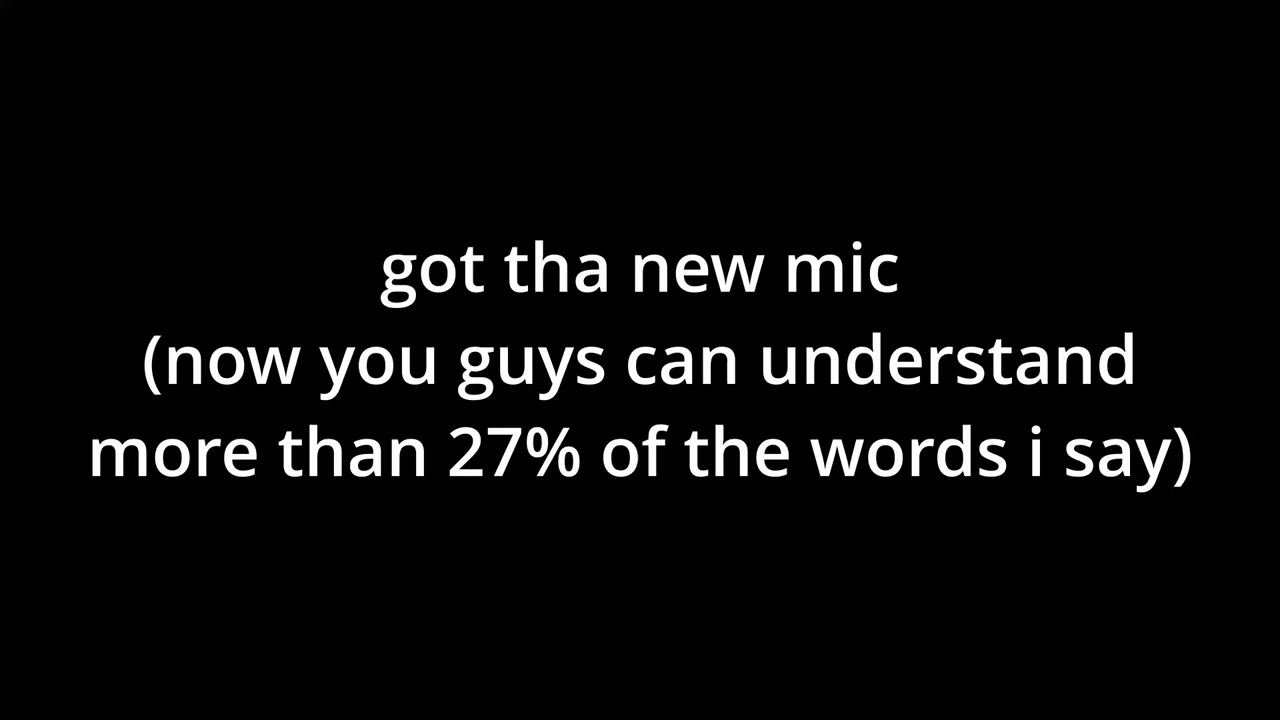 got tha new mic
(now you guys can understand
more than 27% of the words i say)